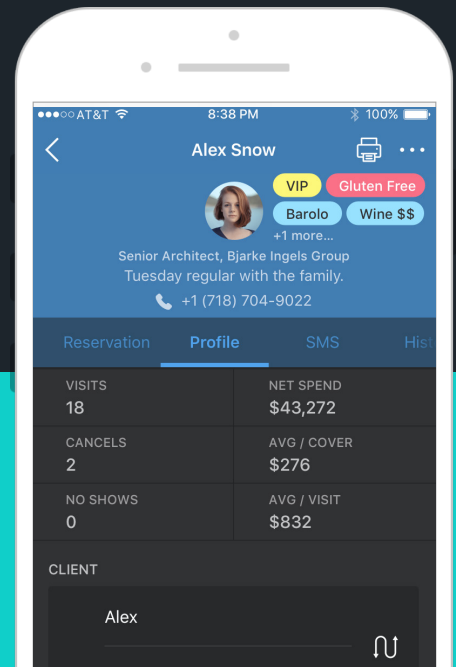 AT&T 8:38 PM 100%
Alex Snow
VIP Gluten Free
Barolo Wine $$
+1 more...
Senior Architect, Bjarke Ingels Group
Tuesday regular with the family.
+1 (718) 704-9022
Reservation Profile SMS Hist
VISITS NET SPEND
18 $43,272
CANCELS AVG / COVER
2 $276
NO SHOWS AVG / VISIT
0 $832
CLIENT
Alex